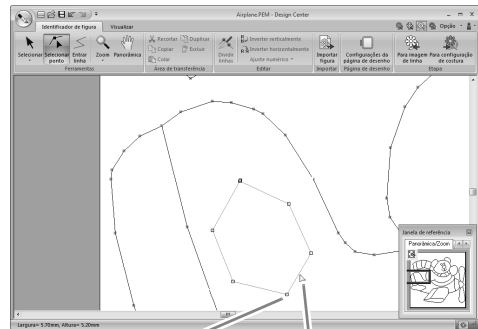 Airplane.PEM - Design Center
Identificador de figura Visualizar Opção
Selecionar
Selecionar ponto
Entrar linha
Zoom
Panorâmica
Ferramentas
Recortar Duplicar
Copiar Excluir
Colar
Área de transferência
Dividir linhas
Inverter verticalmente
Inverter horizontalmente
Ajuste numérico
Editar
Importar figura
Importar
Configurações da página de desenho
Página de desenho
Para imagem de linha
Para configuração de costura
Etapa
Janela de referência
Panorâmica/Zoom
Largura= 5.70mm, Altura= 5.20mm